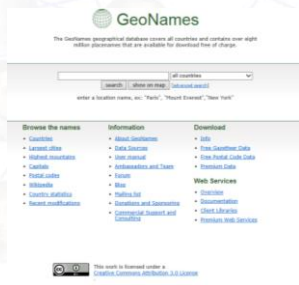 GeoNames
The GeoNames geographical database covers all countries and contains over eight
million placenames that are available for download free of charge.
all countries
search show on map [advanced search]
enter a location name, ex: "Paris", "Mount Everest", "New York"
Browse the names
Countries
Largest cities
Highest mountains
Capitals
Postal codes
Wikipedia
Country statistics
Recent modifications
Information
About GeoNames
Data Sources
User manual
Ambassadors and Team
Forum
Blog
Mailing list
Donations and Sponsoring
Commercial Support and
Consulting
Download
Info
Free Gazetteer Data
Free Postal Code Data
Premium Data
Web Services
Overview
Documentation
Client Libraries
Premium Web Services
cc
BY
This work is licensed under a
Creative Commons Attribution 3.0 License